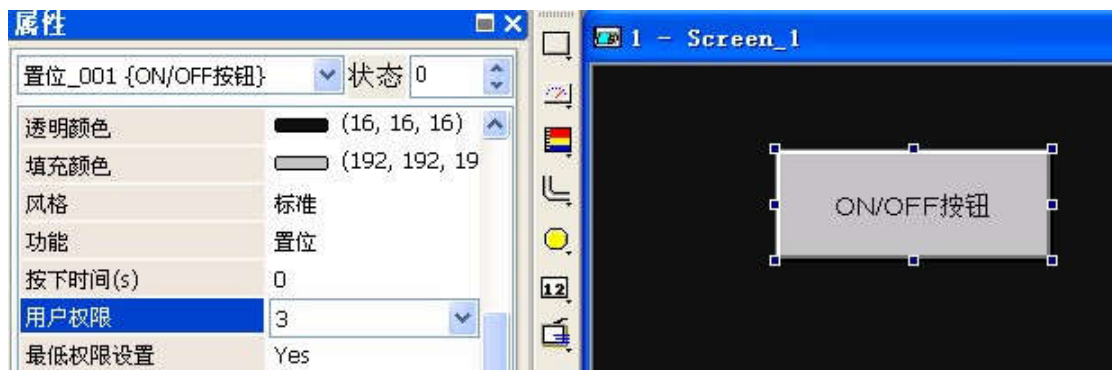 属性
置位_001 {ON/OFF按钮} 状态 0
透明颜色 (16, 16, 16)
填充颜色 (192, 192, 19
风格 标准
功能 置位
按下时间(s) 0
用户权限 3
最低权限设置 Yes
12
1 - Screen_1
ON/OFF按钮